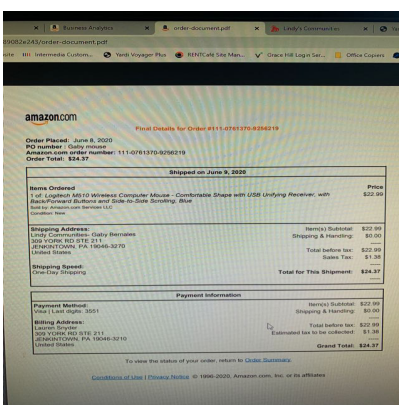 Business Analytics × order-document.pdf × Lindy's Communities ×
89082e243/order-document.pdf
Intermedia Custom... Yardi Voyager Plus RENTCafé Site Man... Grace Hill Login Ser... Office Copiers
amazon.com
Final Details for Order #111-0761370-9256219
Order Placed: June 8, 2020
PO number : Gaby mouse
Amazon.com order number: 111-0761370-9256219
Order Total: $24.37
Shipped on June 9, 2020
Items Ordered Price
1 of: Logitech M510 Wireless Computer Mouse - Comfortable Shape with USB Unifying Receiver, with $22.99
Back/Forward Buttons and Side-to-Side Scrolling, Blue
Sold by: Amazon.com Services LLC
Condition: New
Shipping Address: Item(s) Subtotal: $22.99
Lindy Communities- Gaby Bernales Shipping & Handling: $0.00
309 YORK RD STE 211 -----
JENKINTOWN, PA 19046-3270 Total before tax: $22.99
United States Sales Tax: $1.38
-----
Shipping Speed: Total for This Shipment: $24.37
One-Day Shipping -----
Payment Information
Payment Method: Item(s) Subtotal: $22.99
Visa | Last digits: 3551 Shipping & Handling: $0.00
-----
Billing Address: Total before tax: $22.99
Lauren Snyder Estimated tax to be collected: $1.38
309 YORK RD STE 211 -----
JENKINTOWN, PA 19046-3210 Grand Total: $24.37
United States
To view the status of your order, return to Order Summary.
Conditions of Use | Privacy Notice © 1996-2020, Amazon.com, Inc. or its affiliates